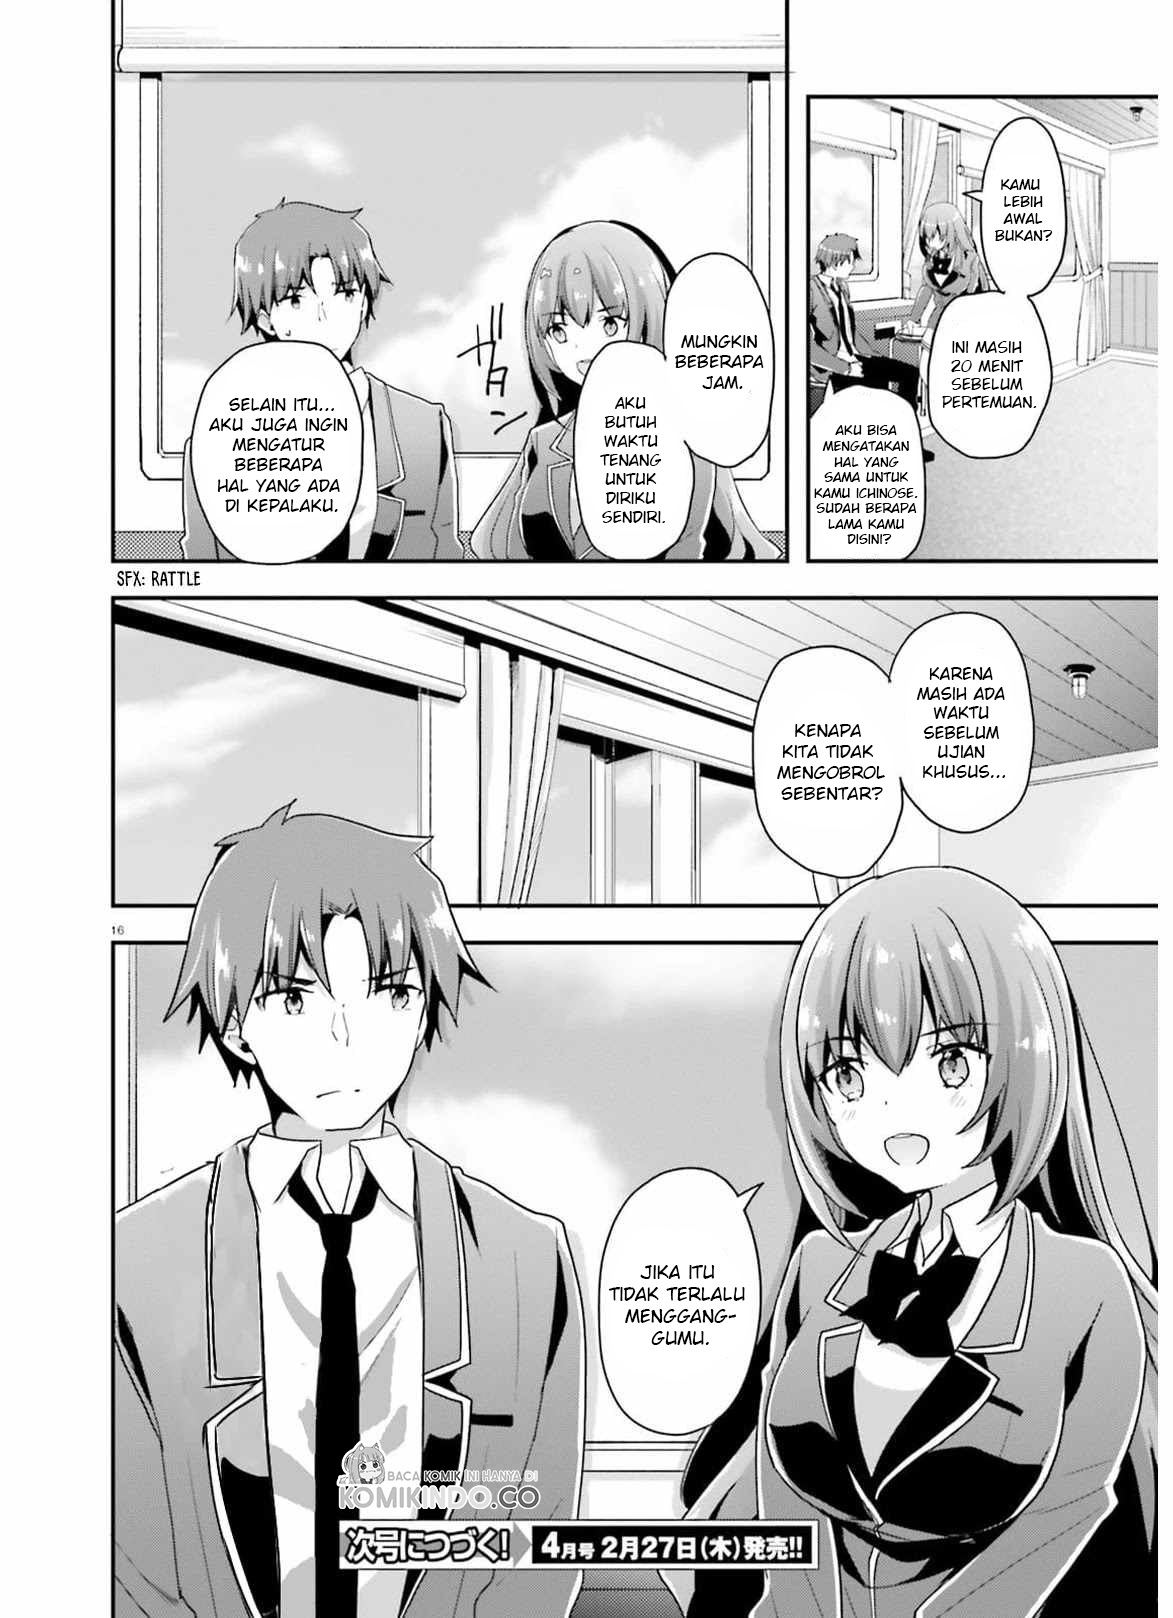 KAMU
LEBIH
AWAL
BUKAN?
INI MASIH
20 MENIT
SEBELUM
PERTEMUAN.
AKU BISA
MENGATAKAN
HAL YANG
SAMA UNTUK
KAMU ICHINOSE.
SUDAH BERAPA
LAMA KAMU
DISINI?
MUNGKIN
BEBERAPA
JAM.
AKU
BUTUH
WAKTU
TENANG
UNTUK
DIRIKU
SENDIRI.
ガタン
SELAIN ITU...
AKU JUGA INGIN
MENGATUR
BEBERAPA
HAL YANG ADA
DI KEPALAKU.
SFX: RATTLE
KARENA
MASIH ADA
WAKTU
SEBELUM
UJIAN
KHUSUS...
KENAPA
KITA TIDAK
MENGOBROL
SEBENTAR?
16
JIKA ITU
TIDAK TERLALU
MENGGANG-
GUMU.
BACA KOMIK INI HANYA DI
KOMIKINDO.CO
次号につづく! 4月号 2月27日(木)発売!!